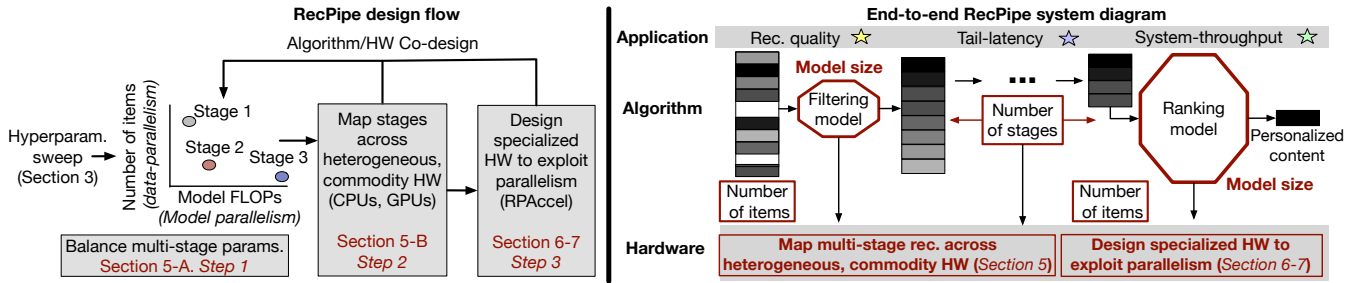 RecPipe design flow
Algorithm/HW Co-design
Hyperparam.
sweep
(Section 3)
Number of items
(data-parallelism)
Stage 1
Stage 2
Stage 3
Model FLOPs
(Model parallelism)
Balance multi-stage params.
Section 5-A. Step 1
Map stages
across
heterogeneous,
commodity HW
(CPUs, GPUs)
Section 5-B
Step 2
Design
specialized
HW to exploit
parallelism
(RPAccel)
Section 6-7
Step 3
End-to-end RecPipe system diagram
Application
Rec. quality
Tail-latency
System-throughput
Algorithm
Model size
Filtering
model
Number
of items
...
Number
of stages
Number
of items
Ranking
model
Model size
Personalized
content
Hardware
Map multi-stage rec. across
heterogeneous, commodity HW (Section 5)
Design specialized HW to
exploit parallelism (Section 6-7)